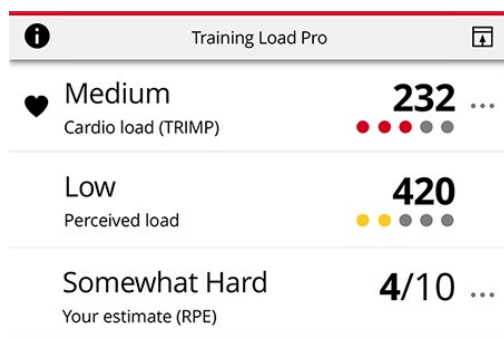 Training Load Pro
Medium 232
Cardio load (TRIMP)
Low 420
Perceived load
Somewhat Hard 4/10
Your estimate (RPE)